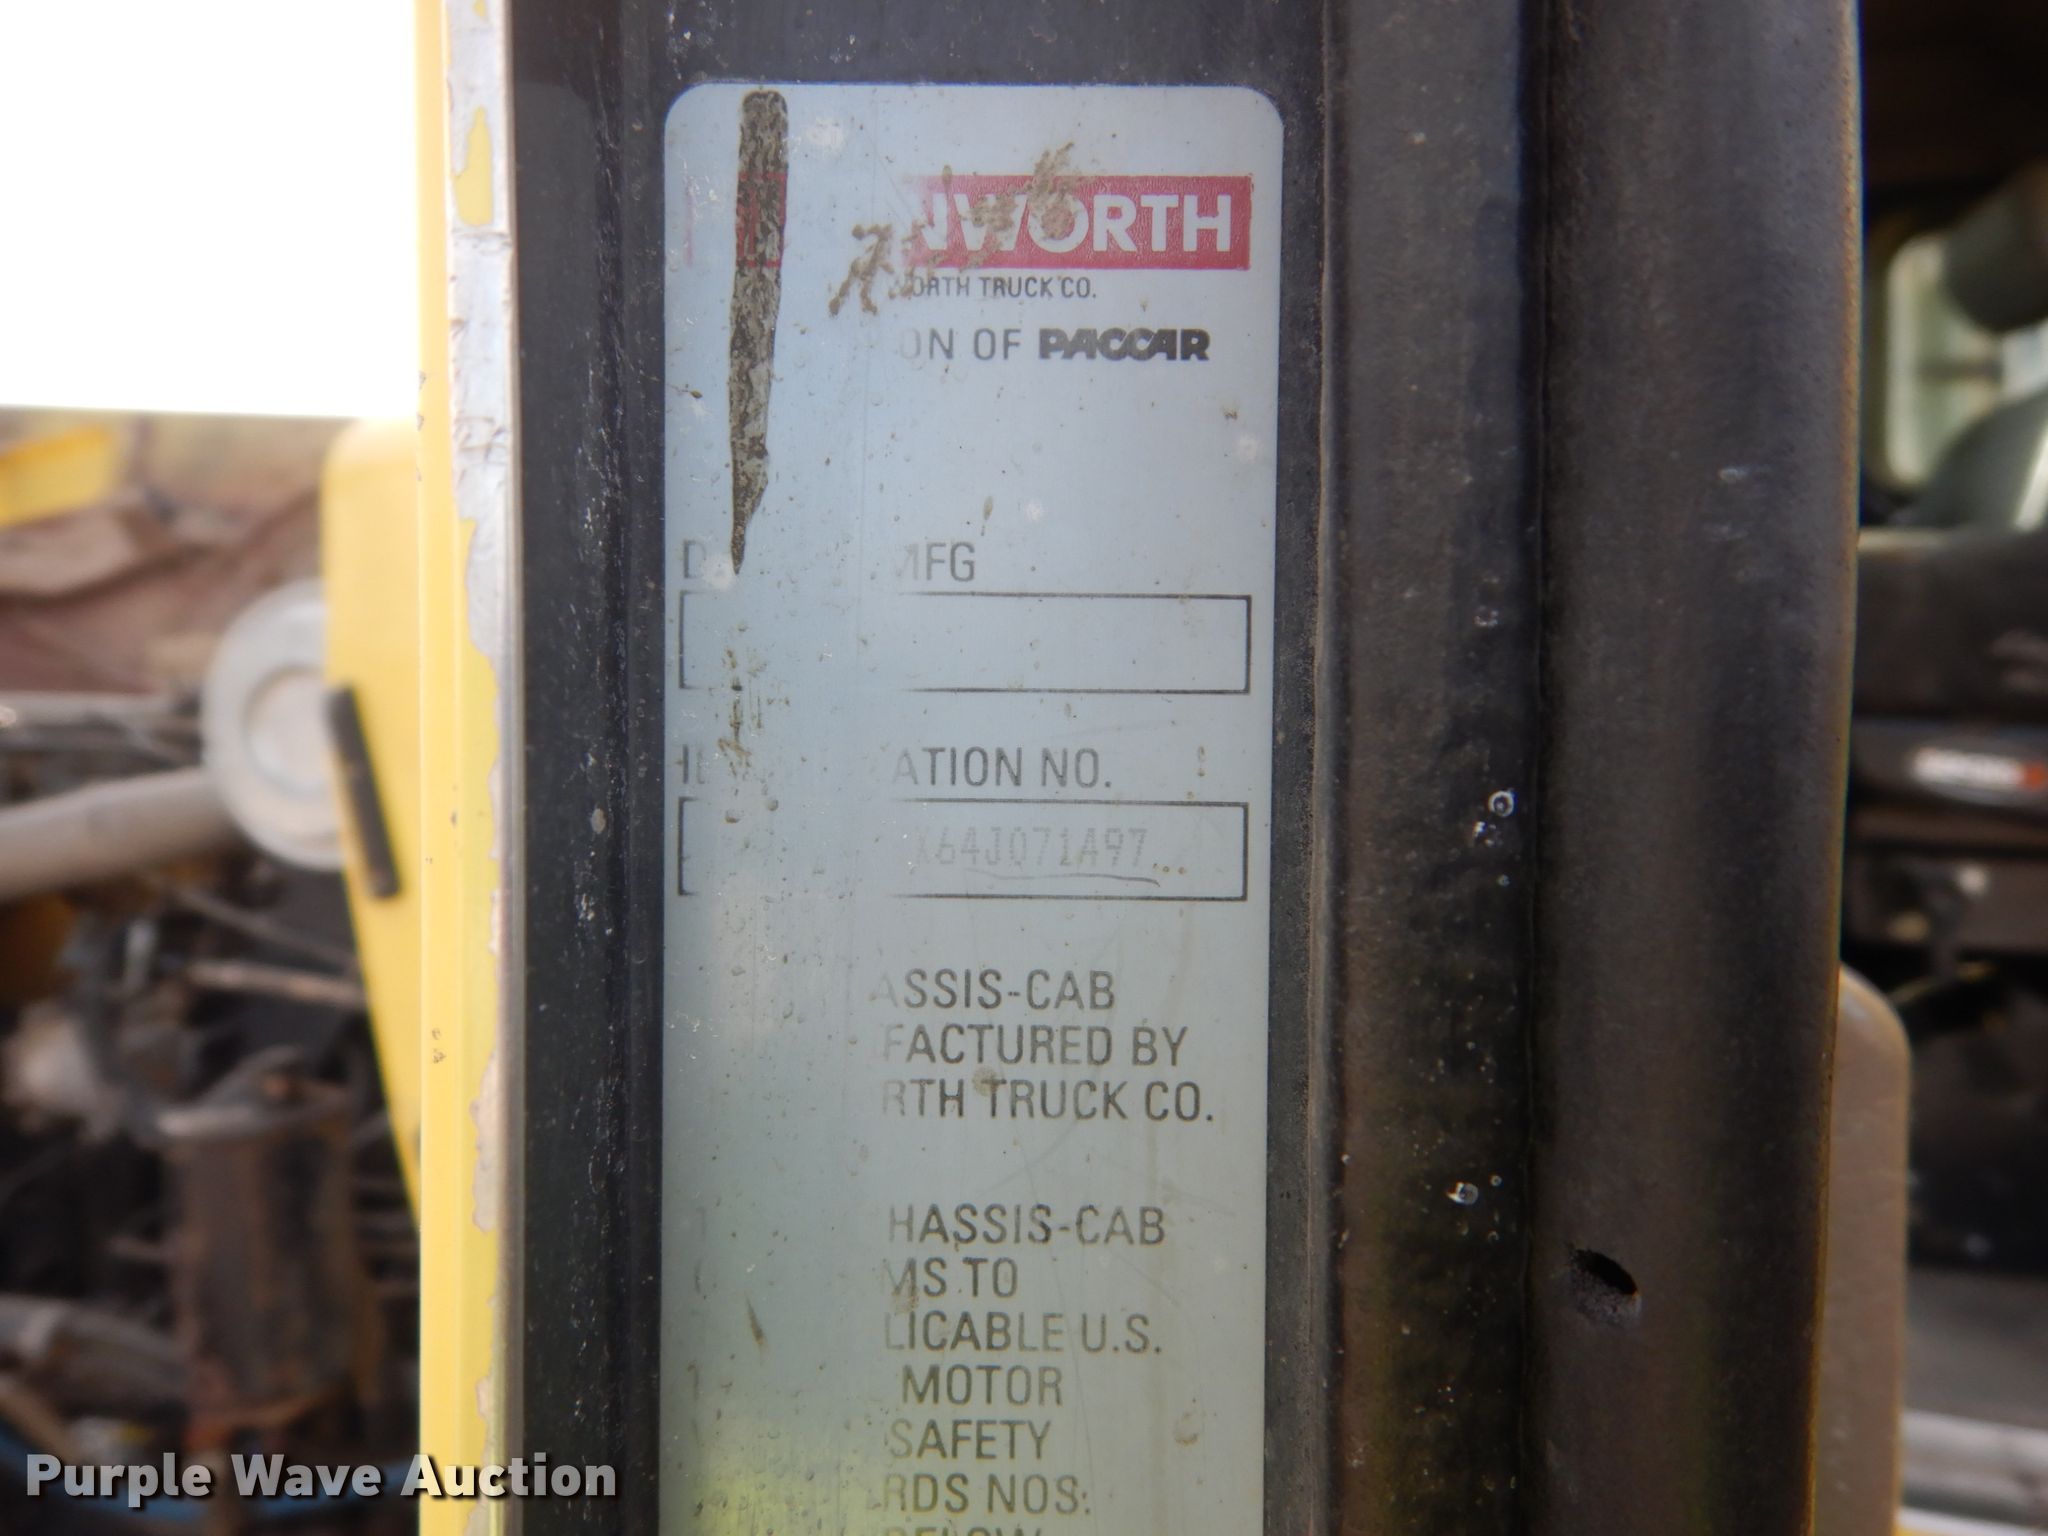 NWORTH
ORTH TRUCK CO.
ON OF PACCAR
D MFG
ATION NO.
X64J071A97
ASSIS-CAB
FACTURED BY
RTH TRUCK CO.
HASSIS-CAB
MS TO
LICABLE U.S.
MOTOR
SAFETY
RDS NOS:
BELOW
Purple Wave Auction